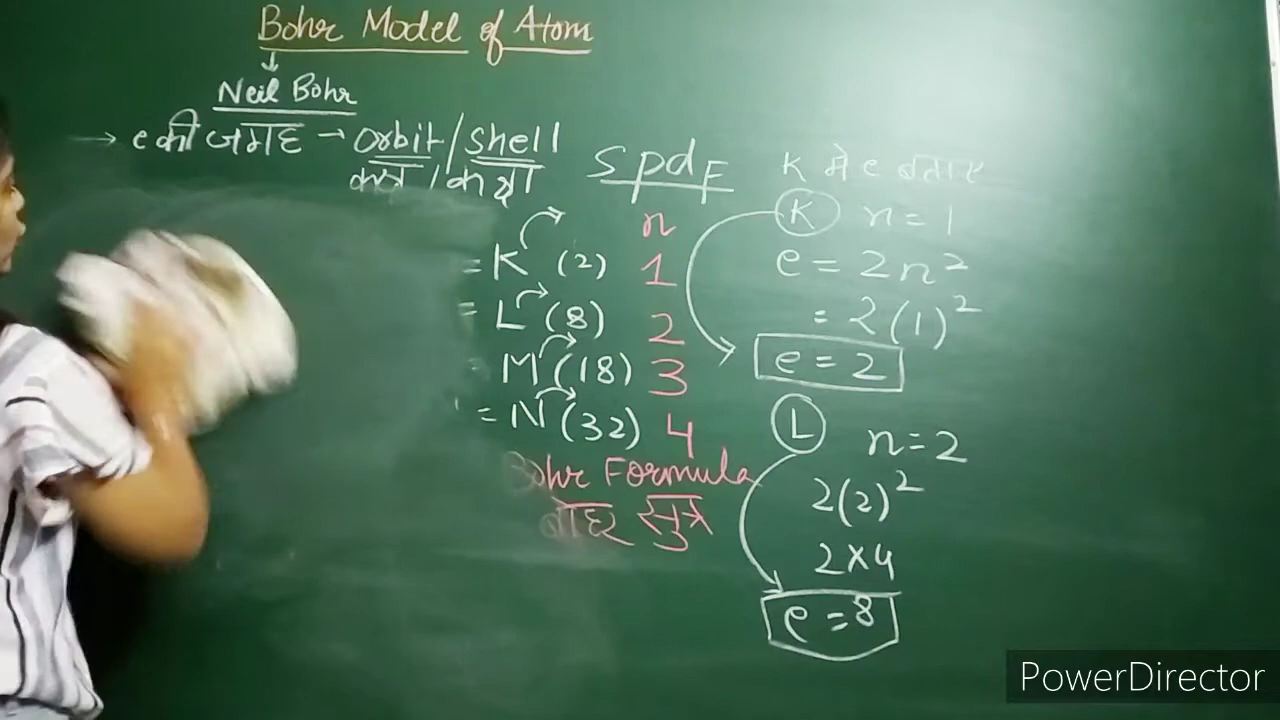 Bohr Model of Atom
↓
Neil Bohr
→ e की जगह → orbit/shell
कक्ष / कक्षा
s p d F
K में e बताए
n
K n = 1
= K (2) 1
e = 2n²
= L (8) 2
= 2(1)²
= M (18) 3
e = 2
= N (32) 4
L n = 2
Bohr Formula
2(2)²
बोहर सुत्र
2×4
e = 8
PowerDirector